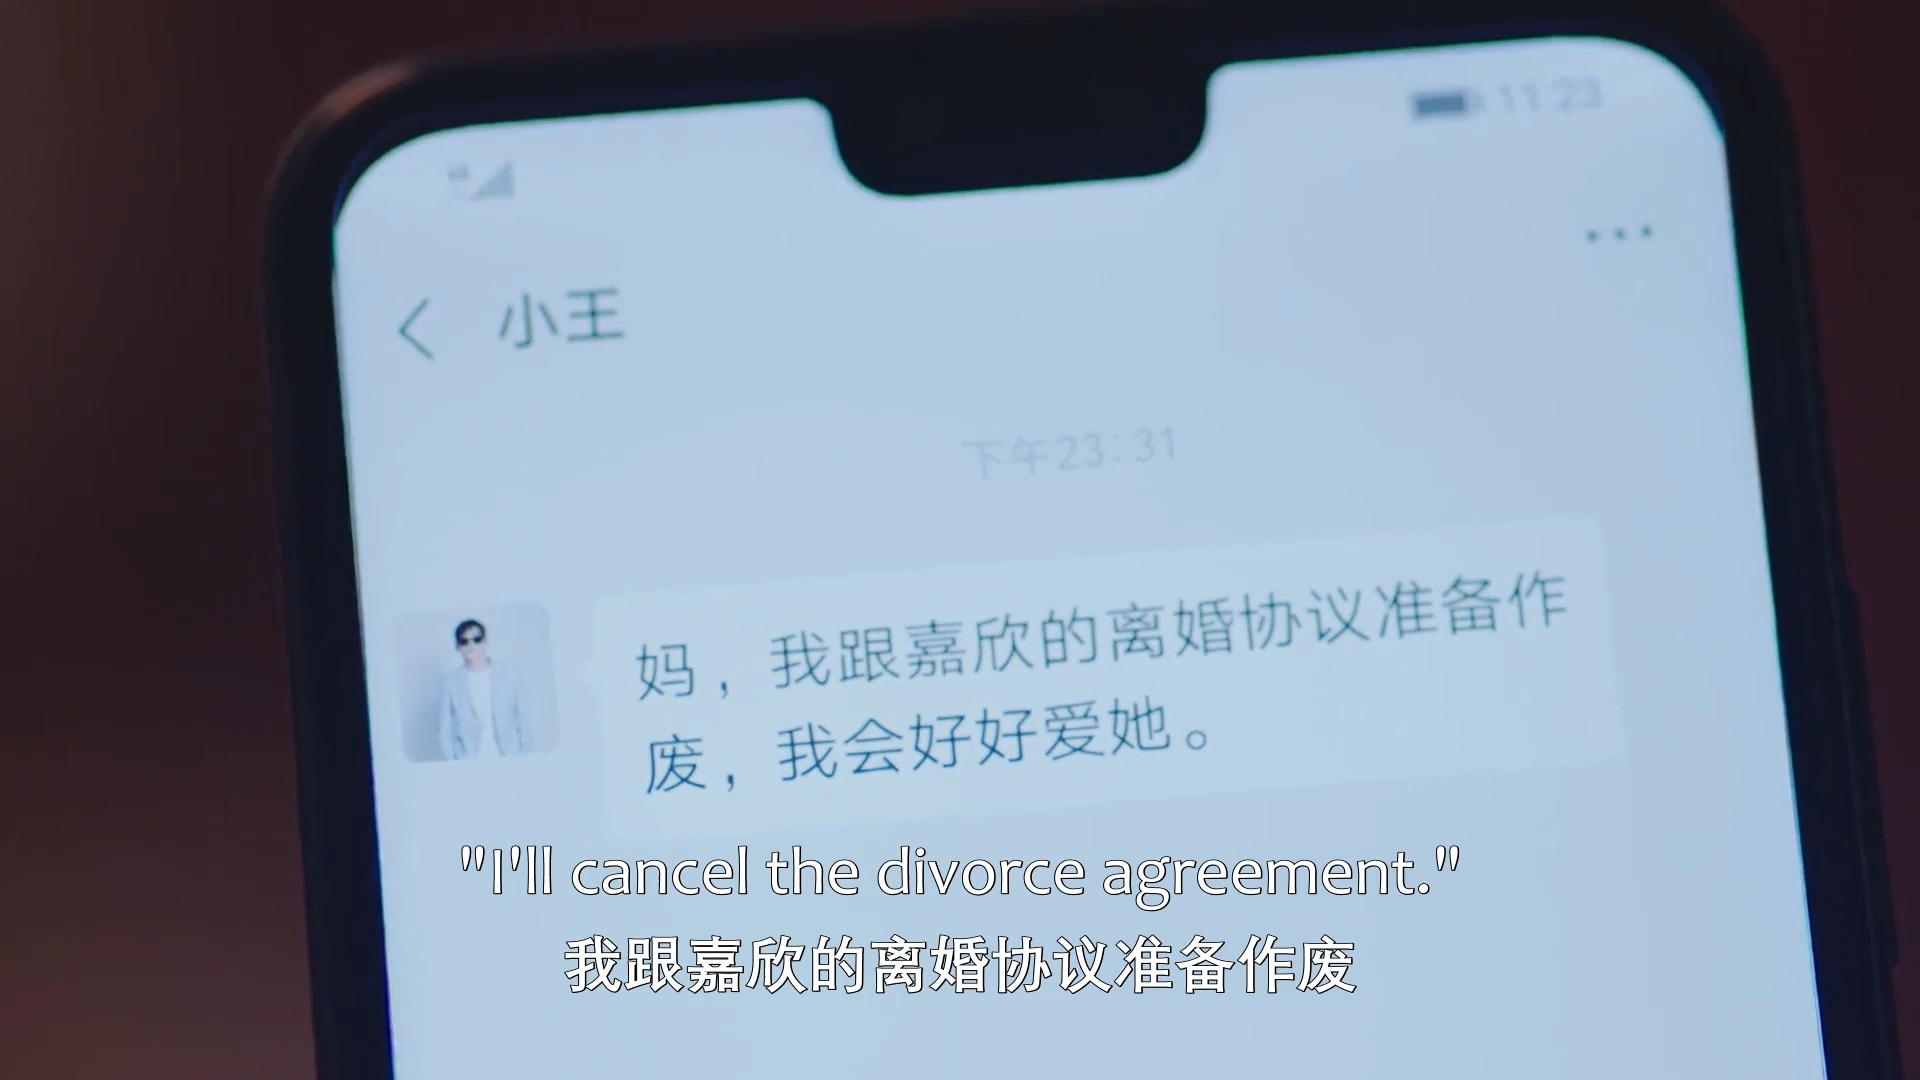 11:23
小王
下午23:31
妈，我跟嘉欣的离婚协议准备作
废，我会好好爱她。
"I'll cancel the divorce agreement."
我跟嘉欣的离婚协议准备作废